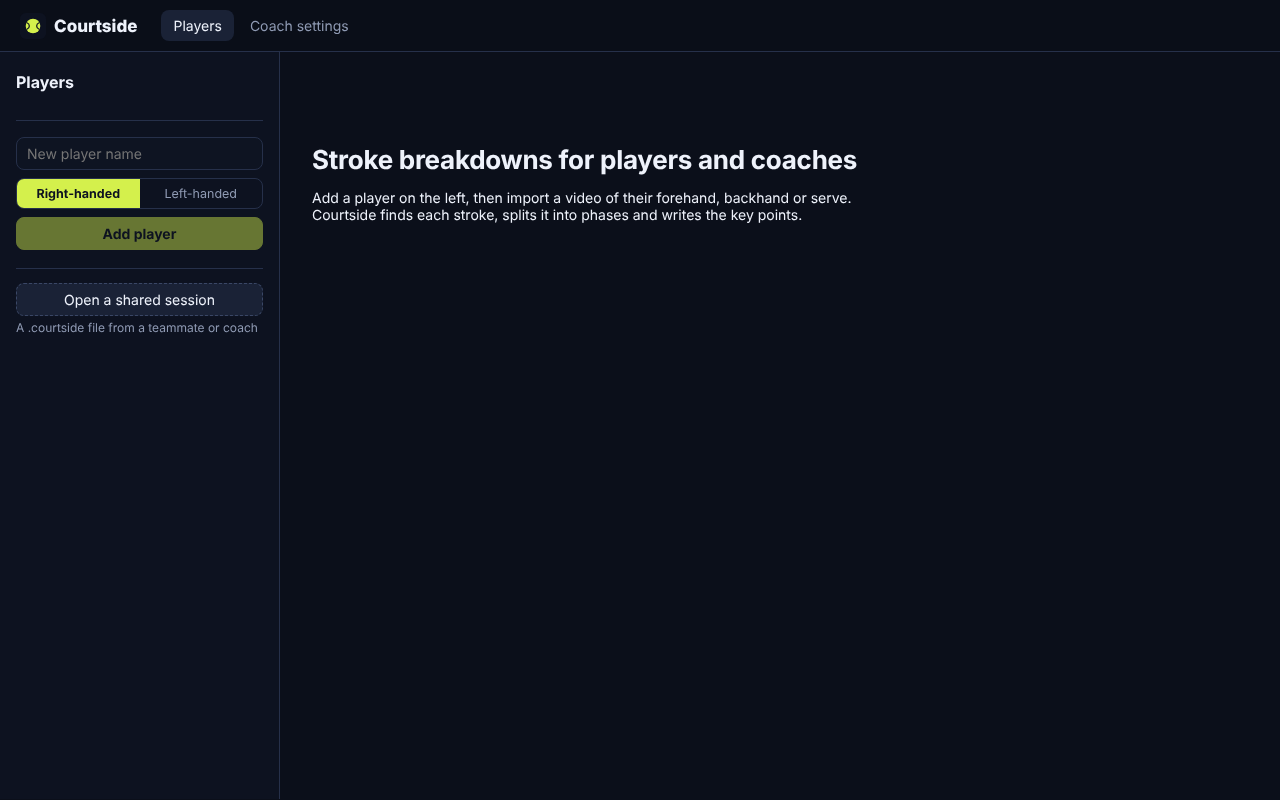 Courtside
Players
Coach settings
Players
New player name
Right-handed
Left-handed
Add player
Open a shared session
A .courtside file from a teammate or coach
Stroke breakdowns for players and coaches
Add a player on the left, then import a video of their forehand, backhand or serve.
Courtside finds each stroke, splits it into phases and writes the key points.